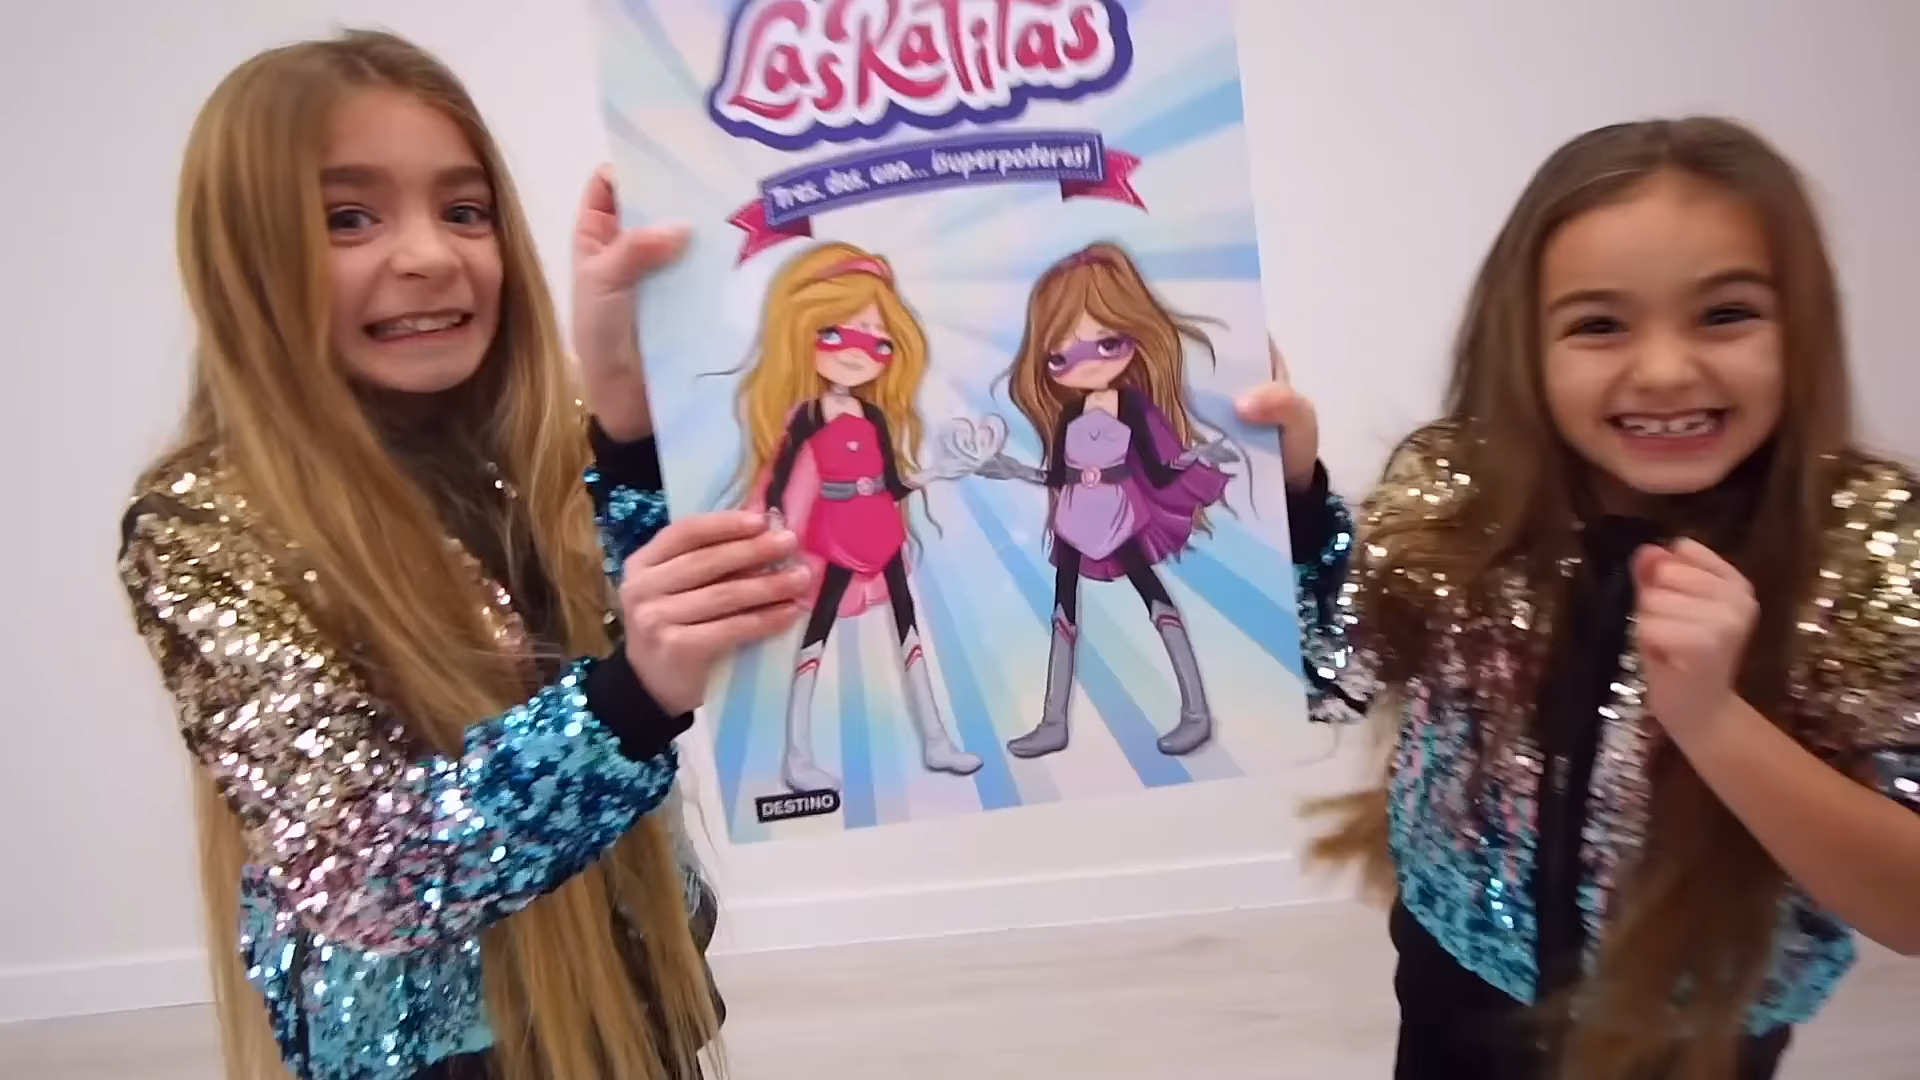 Las Ratitas
Tres, dos, uno... ¡superpoderes!
DESTINO